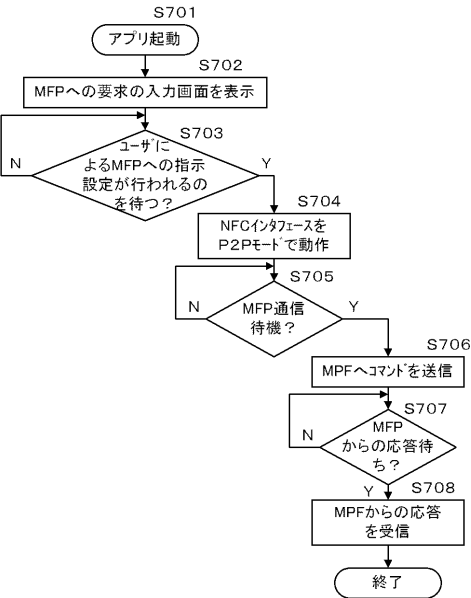 S701
アプリ起動
S702
MFPへの要求の入力画面を表示
S703
ユーザに
よるMFPへの指示
設定が行われるの
を待つ？
N
Y
S704
NFCインタフェースを
P2Pモードで動作
S705
MFP通信
待機？
N
Y
S706
MPFへコマンドを送信
S707
MFP
からの応答待
ち？
N
Y
S708
MPFからの応答
を受信
終了